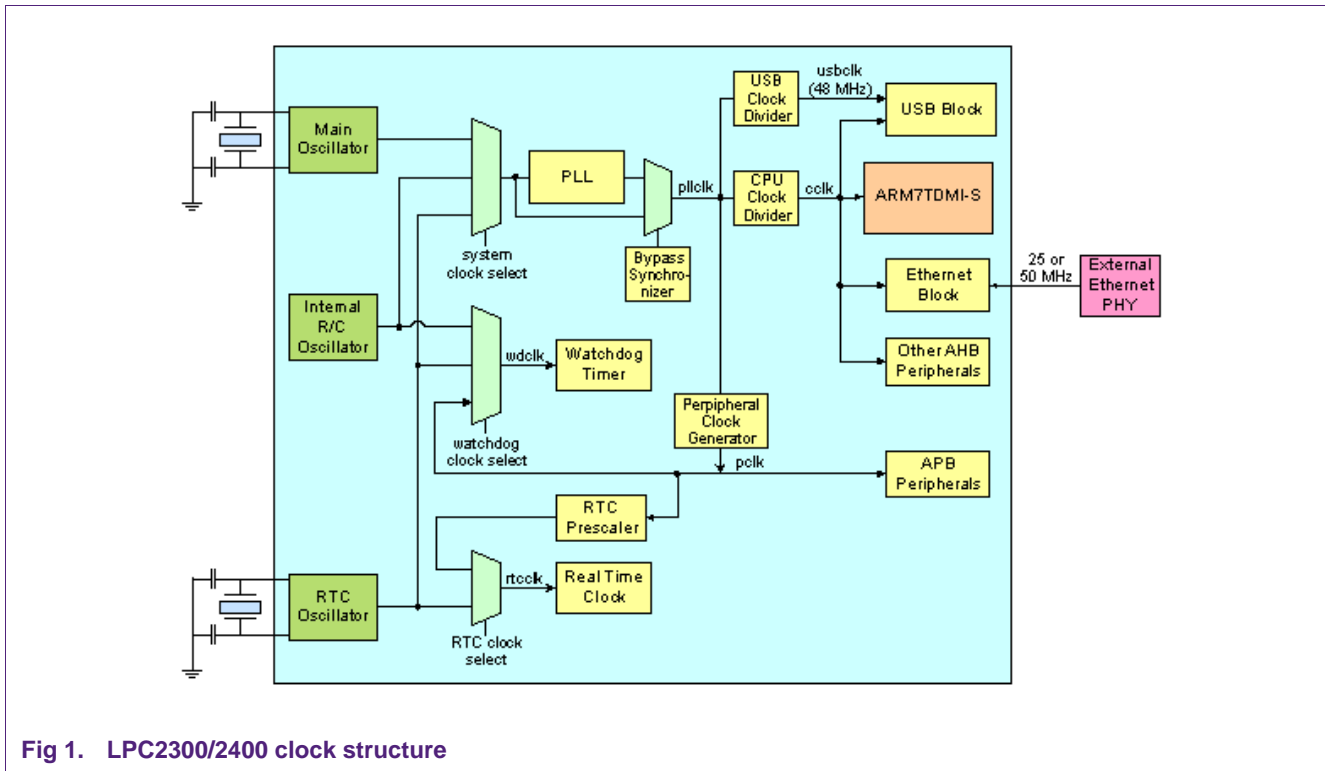 Main
Oscillator
Internal
R/C
Oscillator
RTC
Oscillator
system
clock select
PLL
Bypass
Synchro-
nizer
pllclk
USB
Clock
Divider
usbclk
(48 MHz)
USB Block
CPU
Clock
Divider
cclk
ARM7TDMI-S
Ethernet
Block
25 or
50 MHz
External
Ethernet
PHY
Other AHB
Peripherals
watchdog
clock select
wdclk
Watchdog
Timer
Perpipheral
Clock
Generator
pclk
APB
Peripherals
RTC
Prescaler
RTC clock
select
rtcclk
Real Time
Clock
Fig 1. LPC2300/2400 clock structure